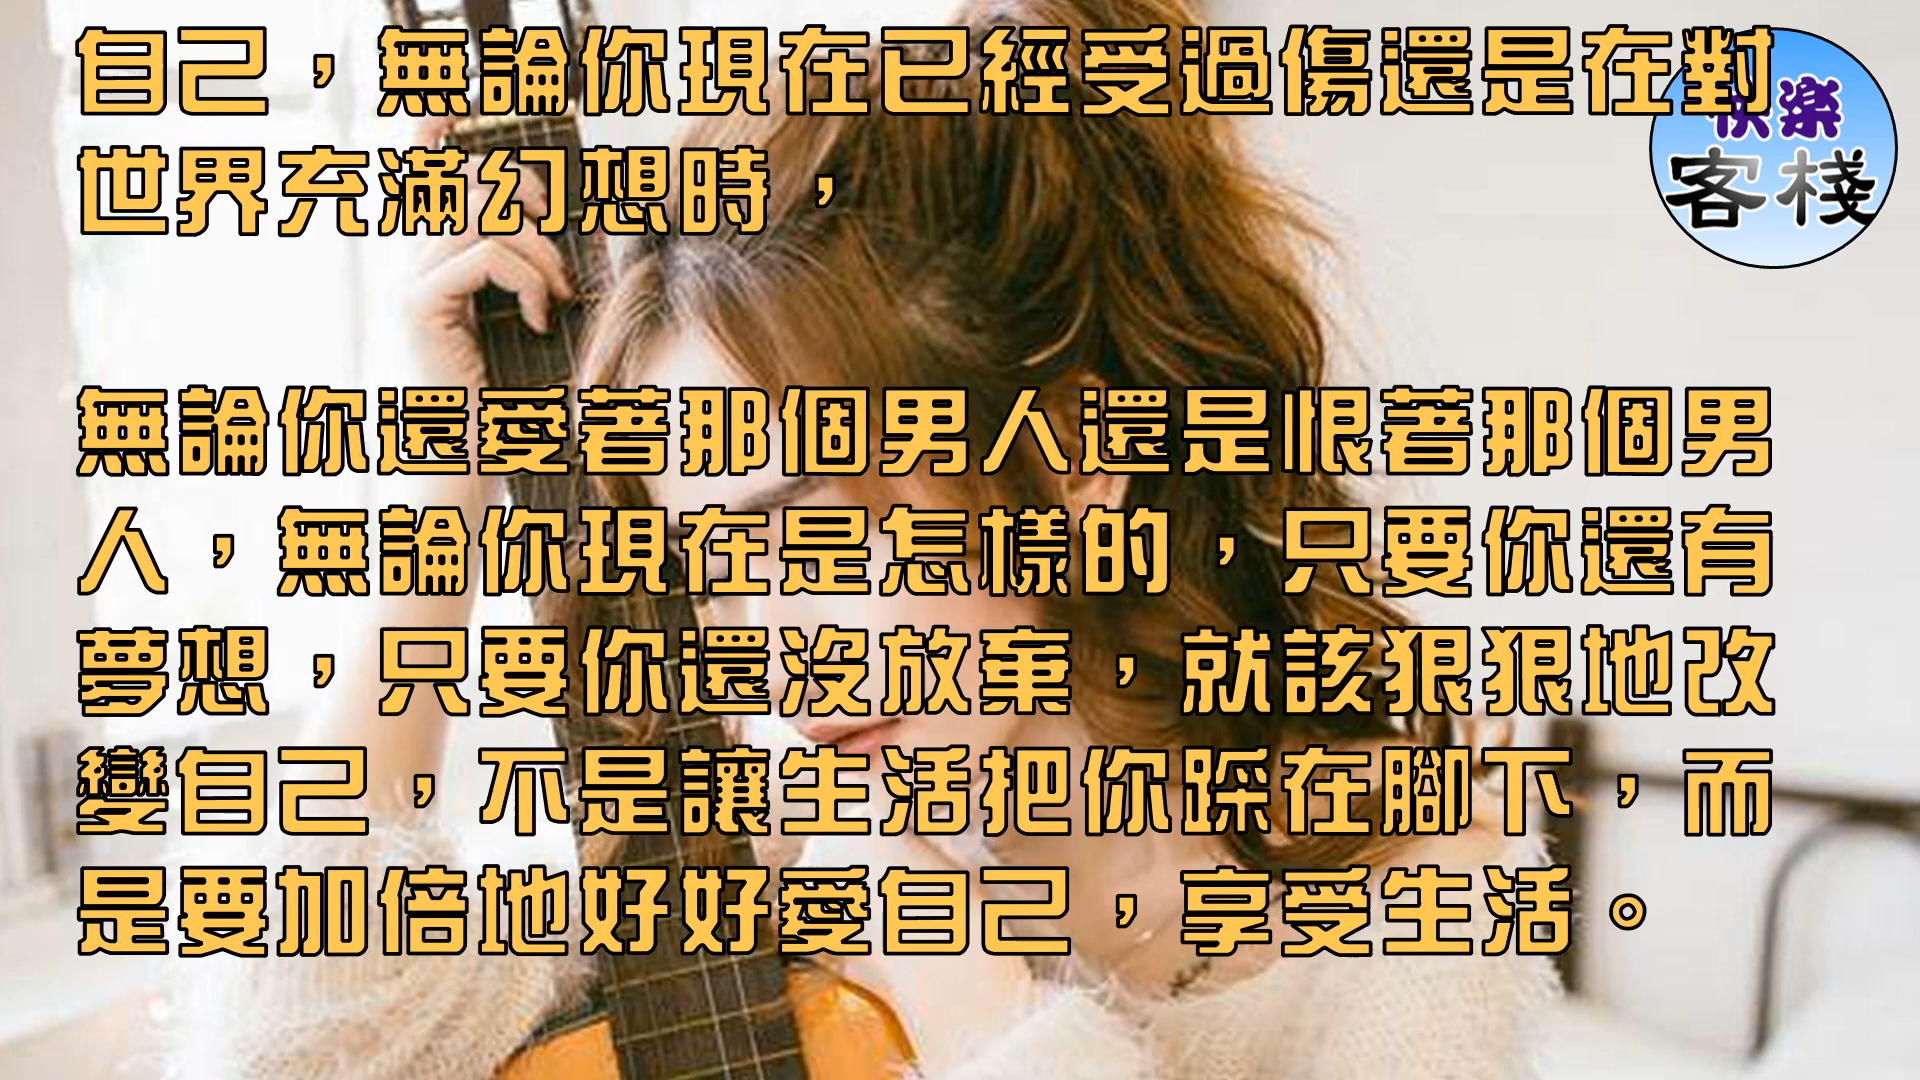 自己，無論你現在已經受過傷還是在對
世界充滿幻想時，
無論你還愛著那個男人還是恨著那個男
人，無論你現在是怎樣的，只要你還有
夢想，只要你還沒放棄，就該狠狠地改
變自己，不是讓生活把你踩在腳下，而
是要加倍地好好愛自己，享受生活。
快樂
客棧